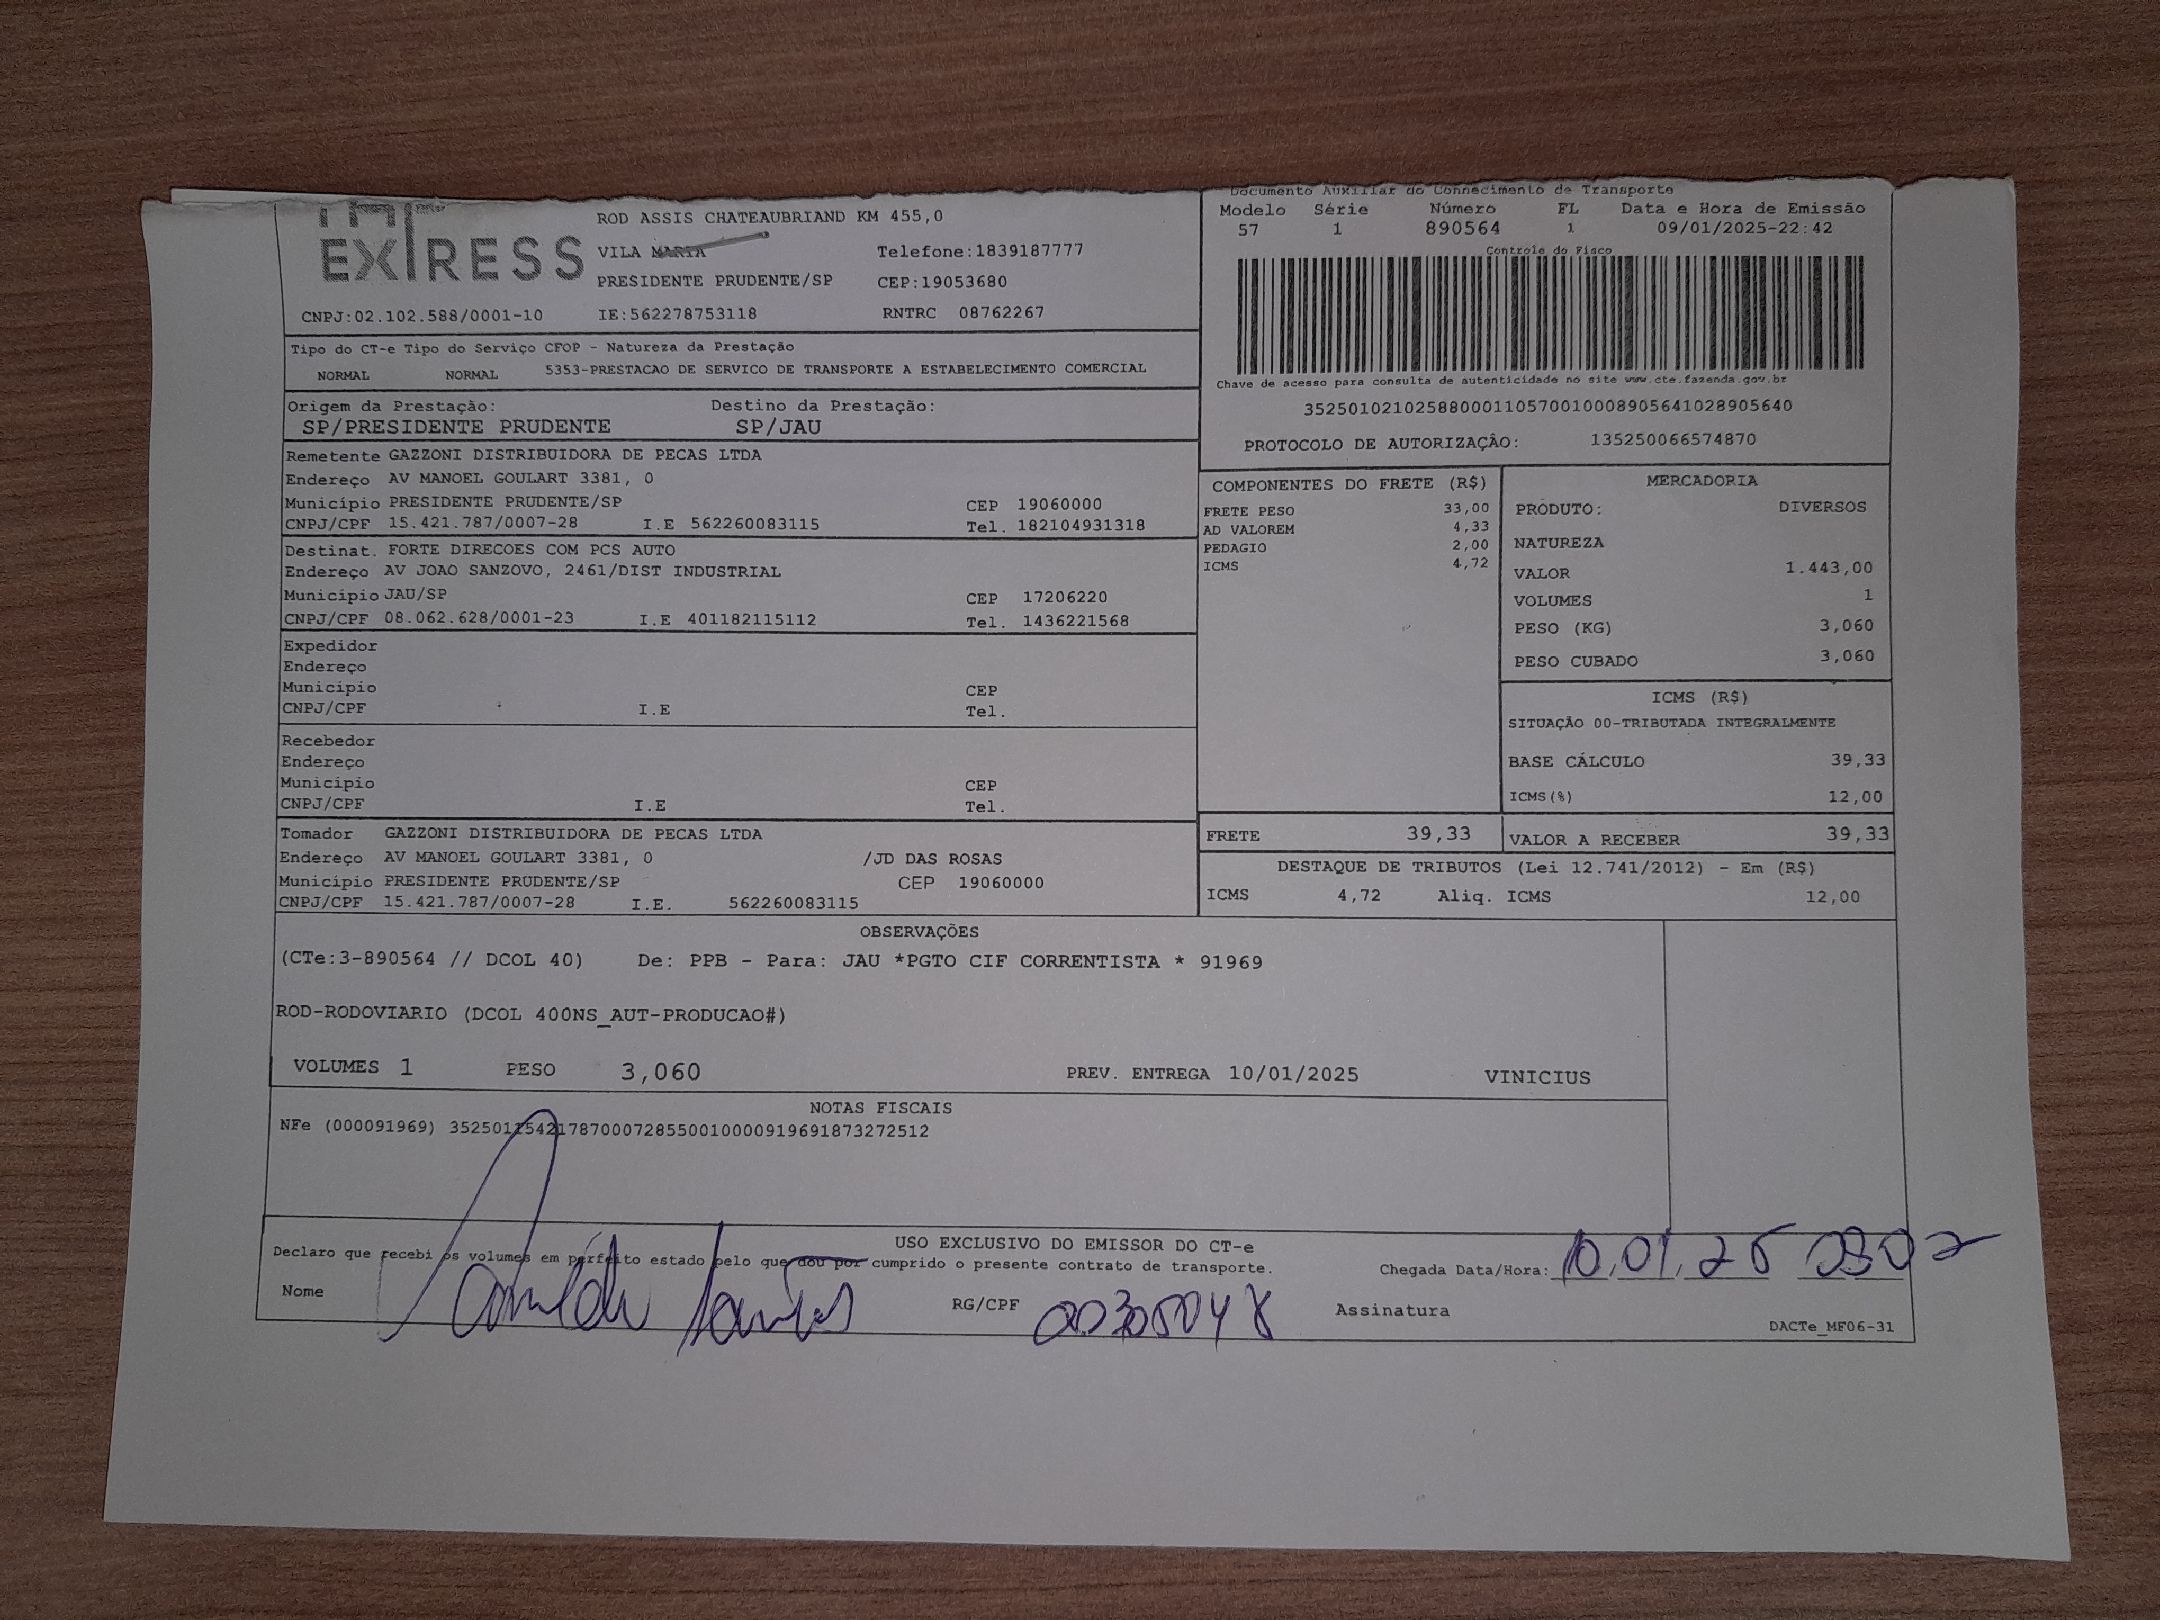 EXPRESS
ROD ASSIS CHATEAUBRIAND KM 455,0
VILA MARIA Telefone:1839187777
PRESIDENTE PRUDENTE/SP CEP:19053680
CNPJ:02.102.588/0001-10 IE:562278753118 RNTRC 08762267
Documento Auxiliar do Conhecimento de Transporte
Modelo Série Número FL Data e Hora de Emissão
57 1 890564 1 09/01/2025-22:42
Controle do Fisco
Chave de acesso para consulta de autenticidade no site www.cte.fazenda.gov.br
35250102102588000110570010008905641028905640
PROTOCOLO DE AUTORIZAÇÃO: 135250066574870
Tipo do CT-e Tipo do Serviço CFOP - Natureza da Prestação
NORMAL NORMAL 5353-PRESTACAO DE SERVICO DE TRANSPORTE A ESTABELECIMENTO COMERCIAL
Origem da Prestação: Destino da Prestação:
SP/PRESIDENTE PRUDENTE SP/JAU
Remetente GAZZONI DISTRIBUIDORA DE PECAS LTDA
Endereço AV MANOEL GOULART 3381, 0
Município PRESIDENTE PRUDENTE/SP CEP 19060000
CNPJ/CPF 15.421.787/0007-28 I.E 562260083115 Tel. 182104931318
Destinat. FORTE DIRECOES COM PCS AUTO
Endereço AV JOAO SANZOVO, 2461/DIST INDUSTRIAL
Município JAU/SP CEP 17206220
CNPJ/CPF 08.062.628/0001-23 I.E 401182115112 Tel. 1436221568
Expedidor
Endereço
Município CEP
CNPJ/CPF I.E Tel.
Recebedor
Endereço
Município CEP
CNPJ/CPF I.E Tel.
Tomador GAZZONI DISTRIBUIDORA DE PECAS LTDA
Endereço AV MANOEL GOULART 3381, 0 /JD DAS ROSAS
Município PRESIDENTE PRUDENTE/SP CEP 19060000
CNPJ/CPF 15.421.787/0007-28 I.E. 562260083115
COMPONENTES DO FRETE (R$)
FRETE PESO 33,00
AD VALOREM 4,33
PEDAGIO 2,00
ICMS 4,72
MERCADORIA
PRODUTO: DIVERSOS
NATUREZA
VALOR 1.443,00
VOLUMES 1
PESO (KG) 3,060
PESO CUBADO 3,060
ICMS (R$)
SITUAÇÃO 00-TRIBUTADA INTEGRALMENTE
BASE CÁLCULO 39,33
ICMS(%) 12,00
FRETE 39,33 VALOR A RECEBER 39,33
DESTAQUE DE TRIBUTOS (Lei 12.741/2012) - Em (R$)
ICMS 4,72 Aliq. ICMS 12,00
OBSERVAÇÕES
(CTe:3-890564 // DCOL 40) De: PPB - Para: JAU *PGTO CIF CORRENTISTA * 91969
ROD-RODOVIARIO (DCOL 400NS_AUT-PRODUCAO#)
VOLUMES 1 PESO 3,060 PREV. ENTREGA 10/01/2025 VINICIUS
NOTAS FISCAIS
NFe (000091969) 35250115421787000728550010000919691873272512
USO EXCLUSIVO DO EMISSOR DO CT-e
Declaro que recebi os volumes em perfeito estado pelo que dou por cumprido o presente contrato de transporte.
Chegada Data/Hora: 10.01.25
Nome RG/CPF Assinatura
DACTe_MF06-31